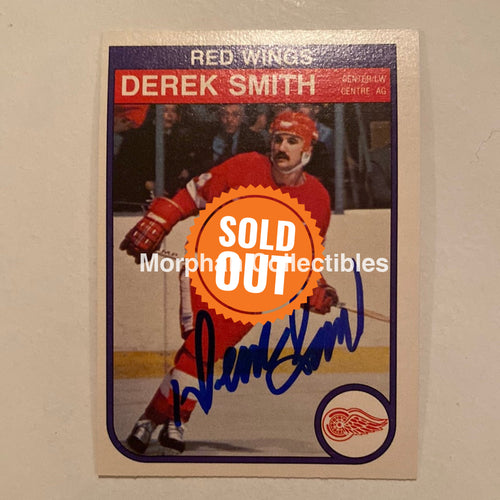 RED WINGS
DEREK SMITH
CENTER/LW
CENTRE, AG
SOLD
OUT
Morphan Collectibles